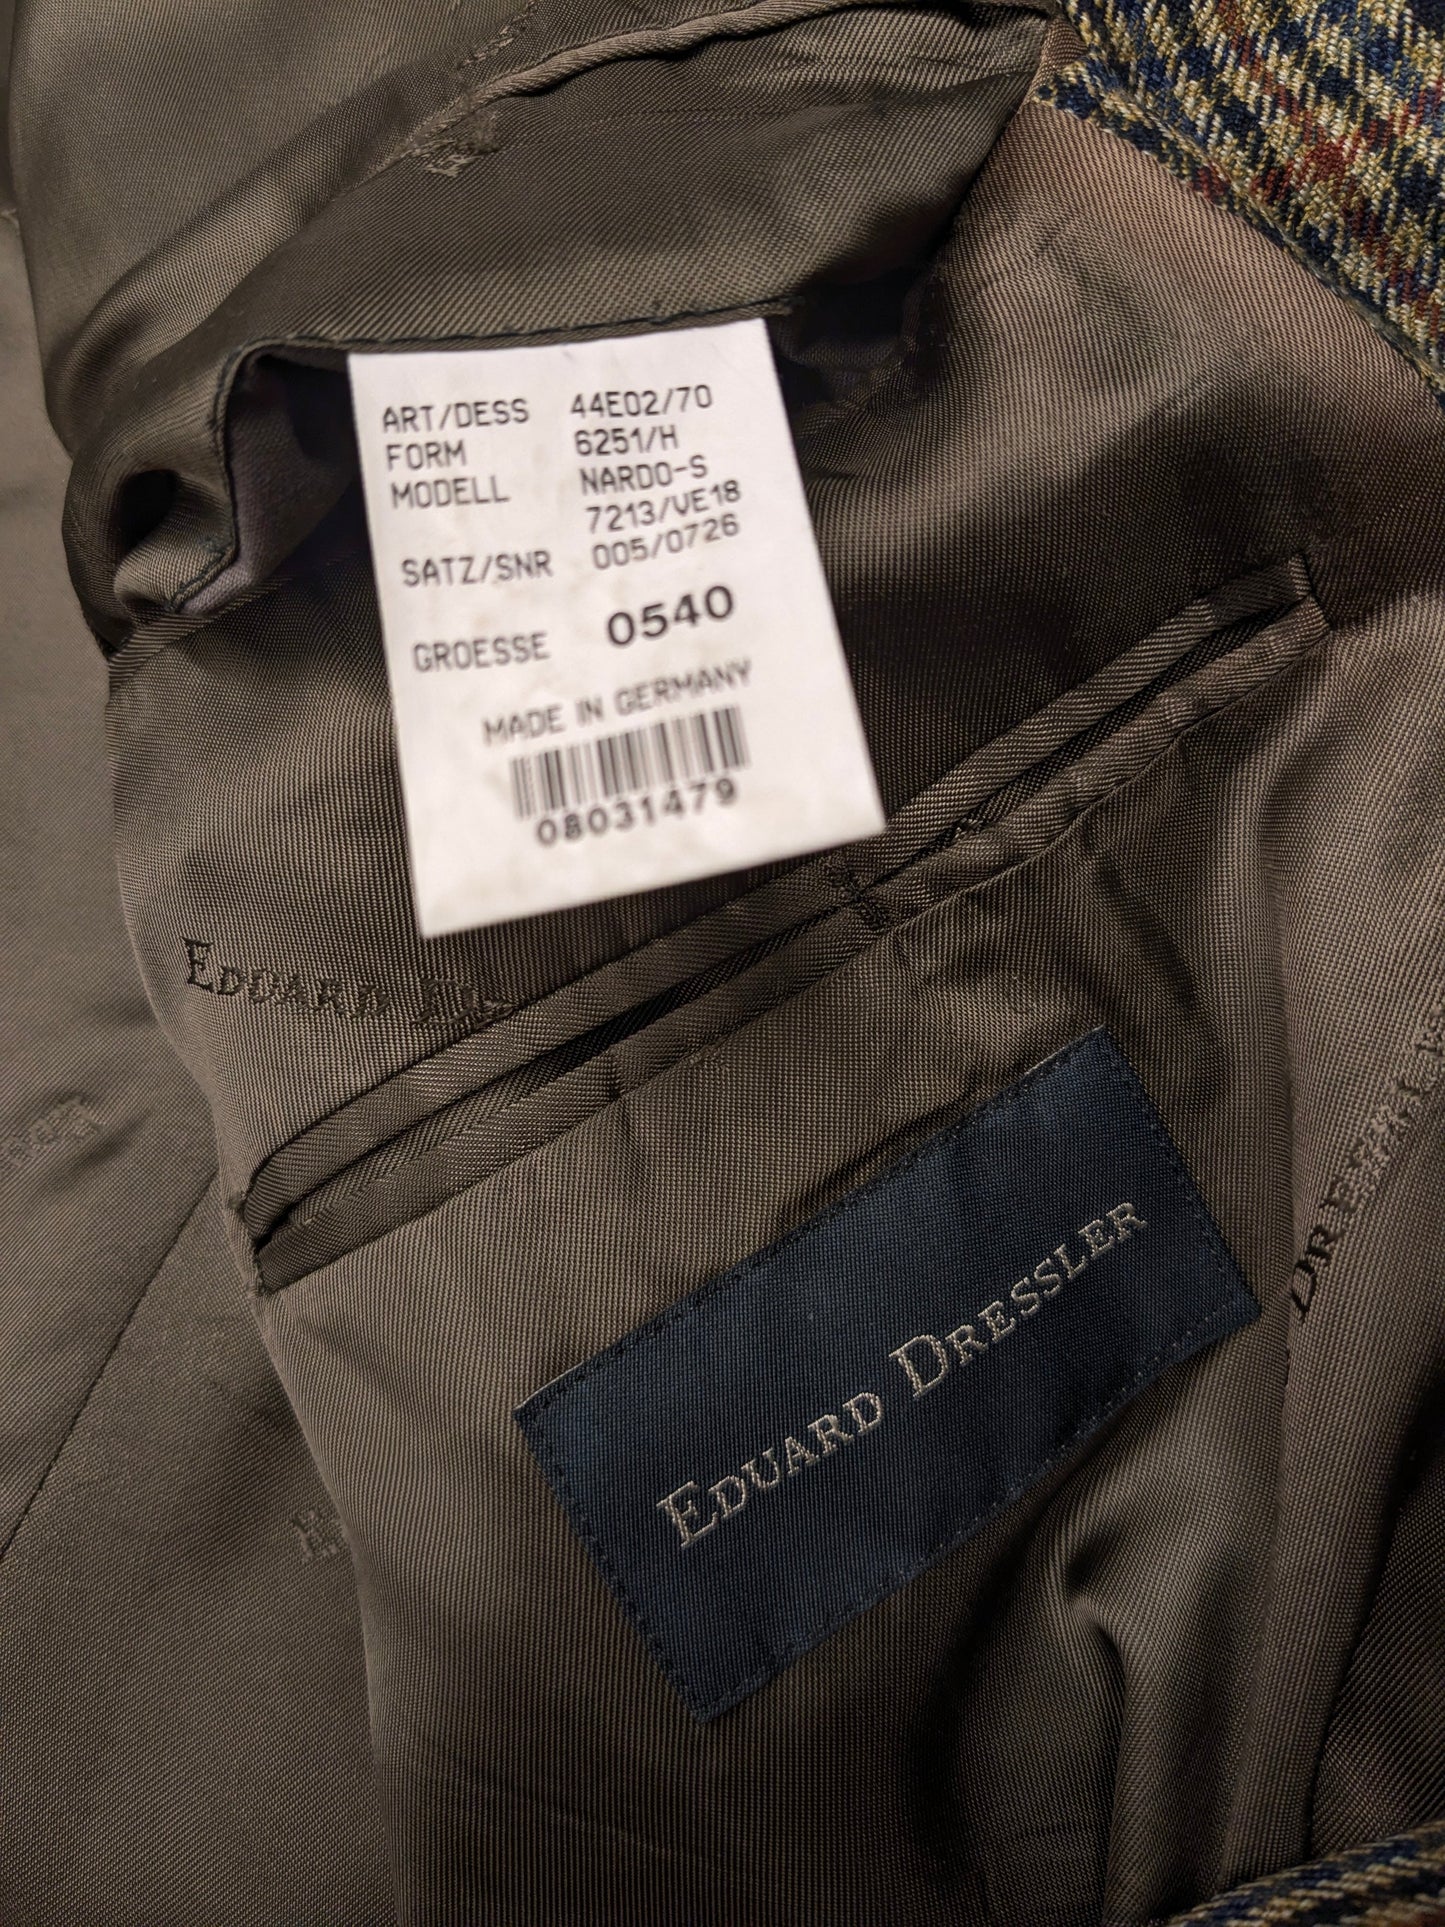 ART/DESS 44E02/70
FORM 6251/H
MODELL NARDO-S
7213/VE18
SATZ/SNR 005/0726
GROESSE 0540
MADE IN GERMANY
08031479
EDUARD
EDUARD DRESSLER